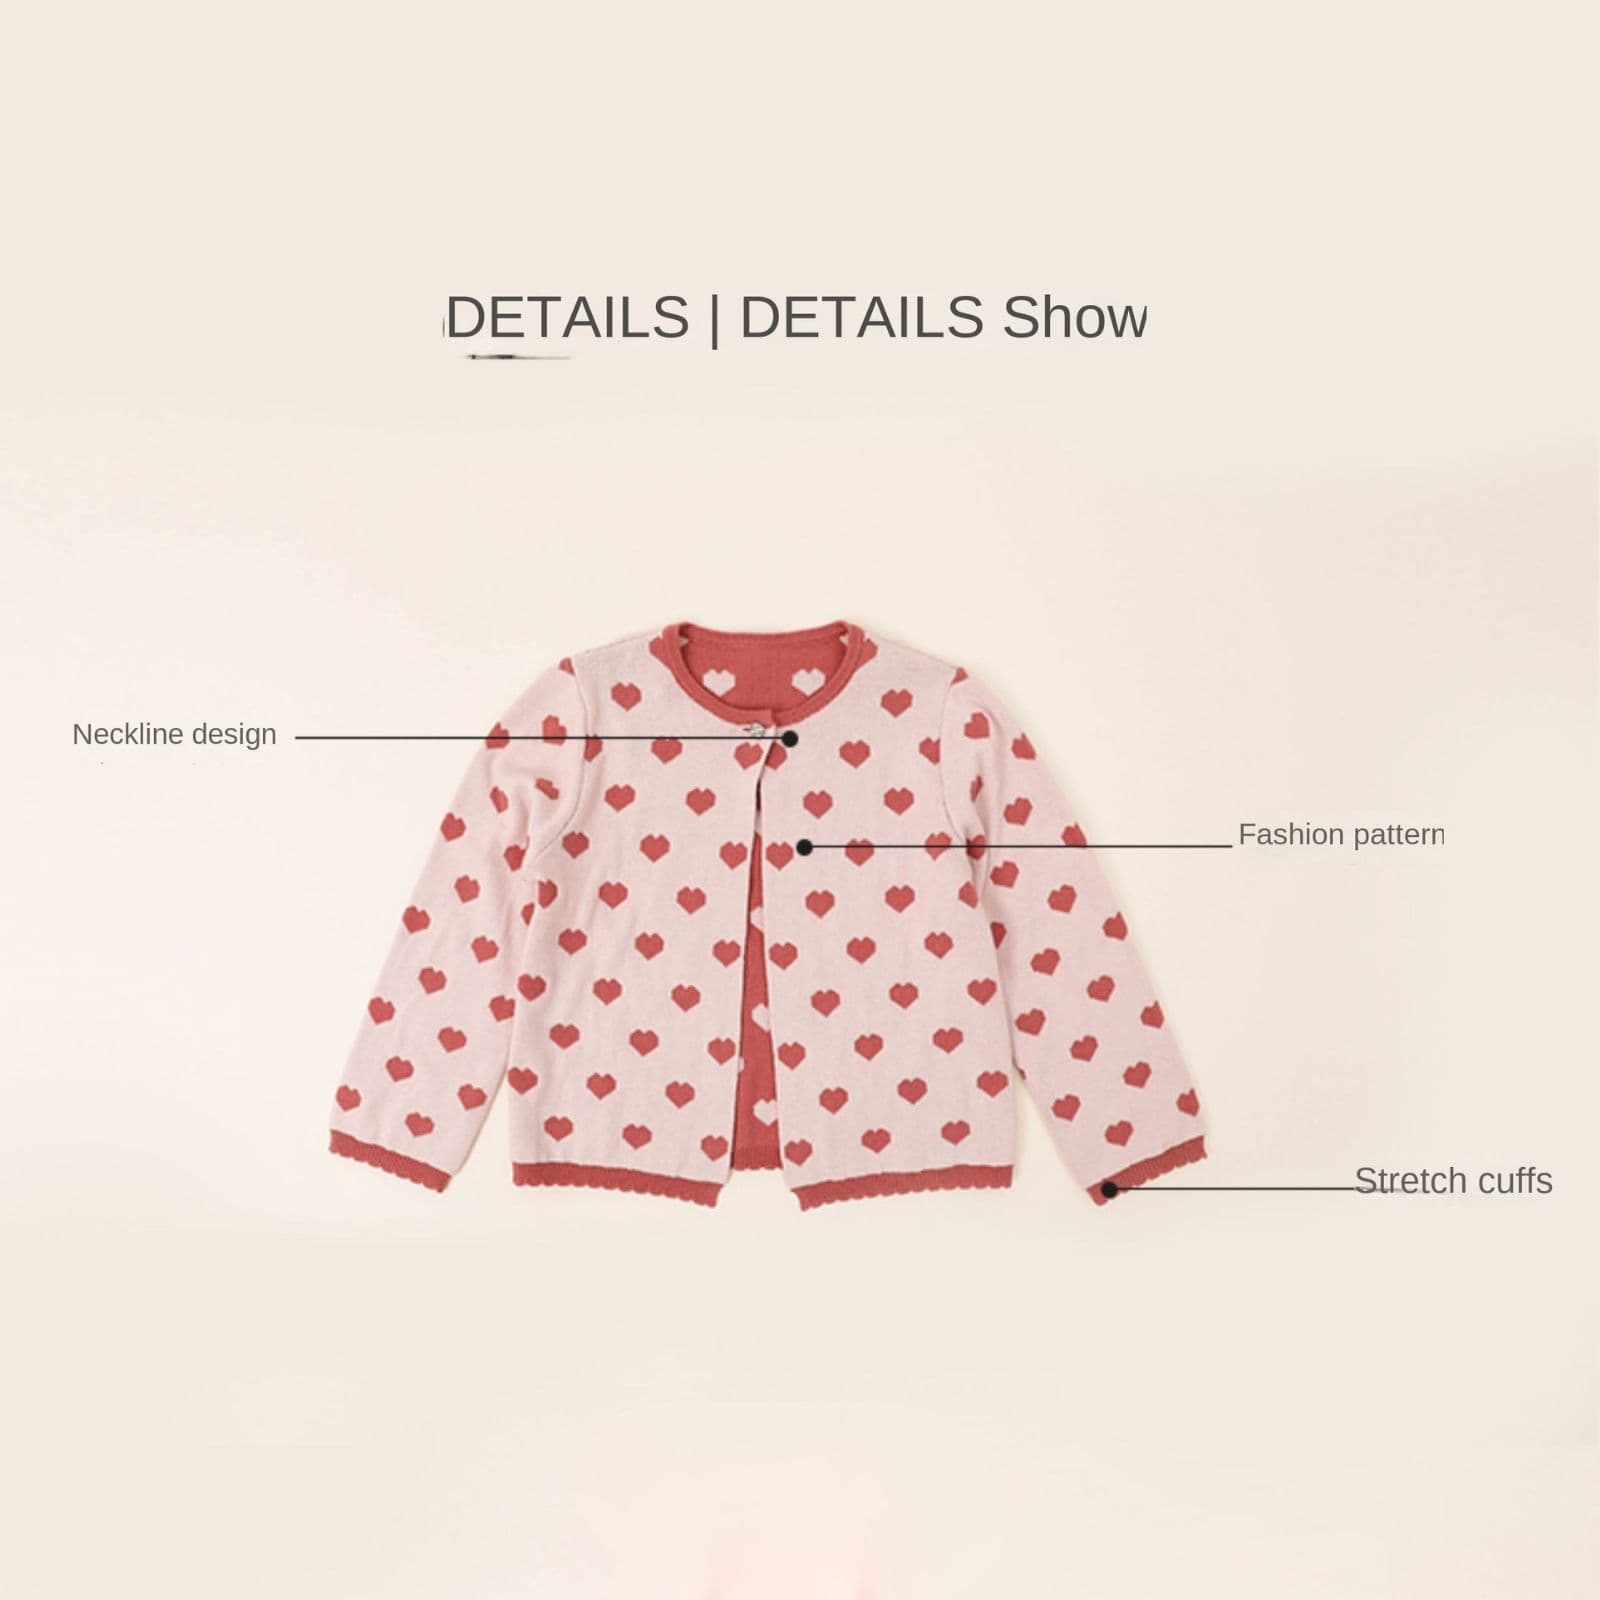 DETAILS | DETAILS Show
Neckline design
Fashion pattern
Stretch cuffs